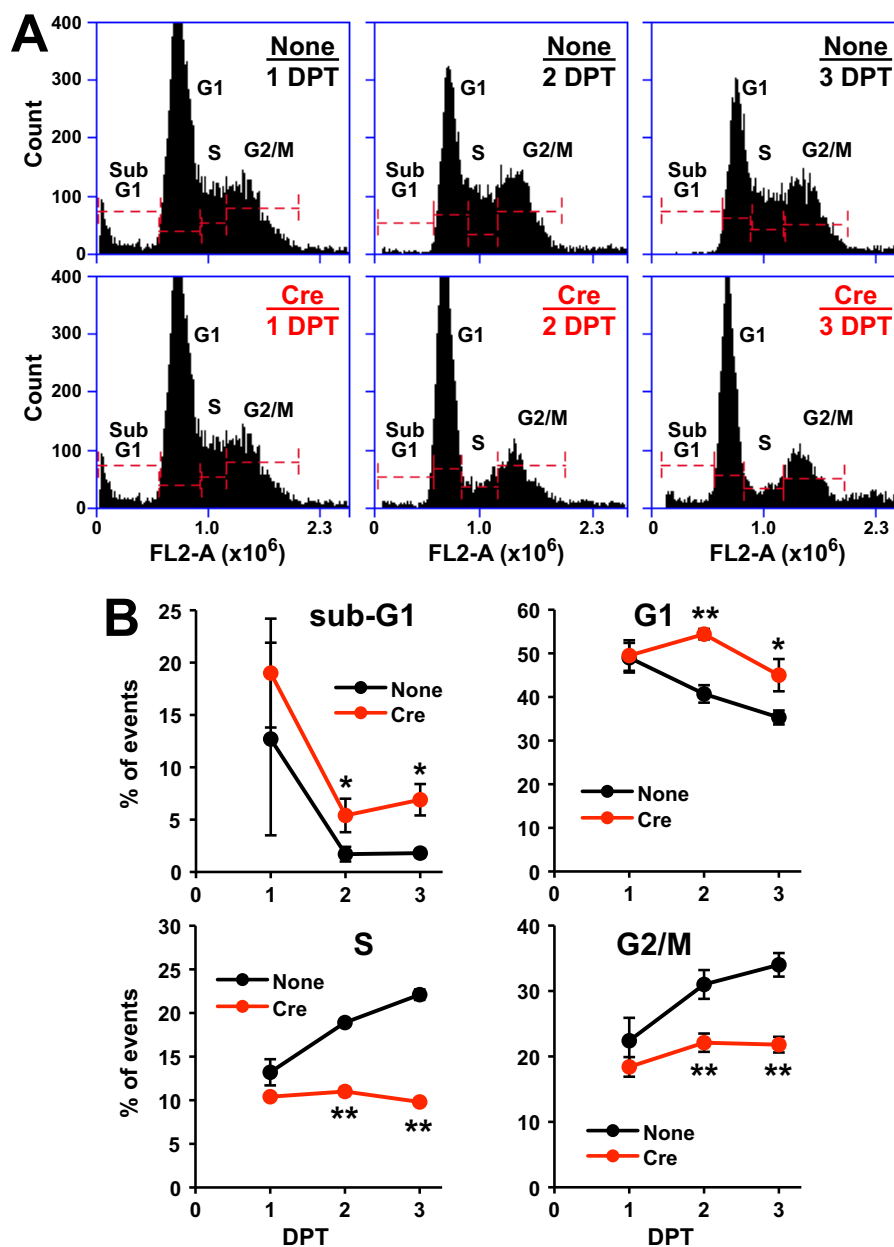 A
None
1 DPT
None
2 DPT
None
3 DPT
Count
400
300
200
100
0
Sub
G1
G1
S
G2/M
Sub
G1
G1
S
G2/M
Sub
G1
G1
S
G2/M
Cre
1 DPT
Cre
2 DPT
Cre
3 DPT
Count
400
300
200
100
0
Sub
G1
G1
S
G2/M
Sub
G1
G1
S
G2/M
Sub
G1
G1
S
G2/M
0 1.0 2.3
0 1.0 2.3
0 1.0 2.3
FL2-A (x10⁶)
FL2-A (x10⁶)
FL2-A (x10⁶)
B
sub-G1
% of events
25
20
15
10
5
0
None
Cre
*
*
0 1 2 3
G1
60
50
40
30
20
10
0
**
*
None
Cre
0 1 2 3
S
% of events
30
25
20
15
10
5
0
None
Cre
**
**
0 1 2 3
DPT
G2/M
40
30
20
10
0
**
**
None
Cre
0 1 2 3
DPT